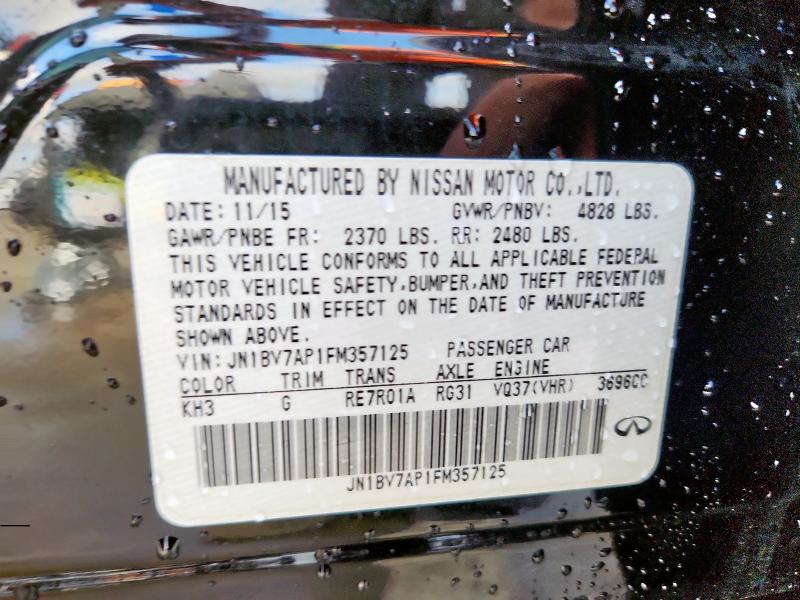 MANUFACTURED BY NISSAN MOTOR CO.,LTD.
DATE: 11/15 GVWR/PNBV: 4828 LBS.
GAWR/PNBE FR: 2370 LBS. RR: 2480 LBS.
THIS VEHICLE CONFORMS TO ALL APPLICABLE FEDERAL
MOTOR VEHICLE SAFETY,BUMPER,AND THEFT PREVENTION
STANDARDS IN EFFECT ON THE DATE OF MANUFACTURE
SHOWN ABOVE.
VIN: JN1BV7AP1FM357125 PASSENGER CAR
COLOR TRIM TRANS AXLE ENGINE
KH3 G RE7R01A RG31 VQ37(VHR) 3696CC
JN1BV7AP1FM357125